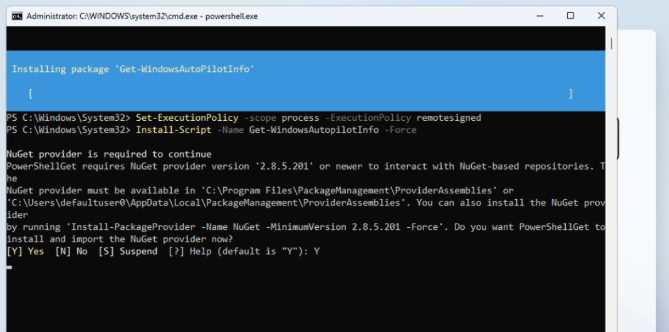 Administrator: C:\WINDOWS\system32\cmd.exe - powershell.exe
Installing package 'Get-WindowsAutoPilotInfo'
[ ]
PS C:\Windows\System32> Set-ExecutionPolicy -scope process -ExecutionPolicy remotesigned
PS C:\Windows\System32> Install-Script -Name Get-WindowsAutopilotInfo -Force
NuGet provider is required to continue
PowerShellGet requires NuGet provider version '2.8.5.201' or newer to interact with NuGet-based repositories. T
he
NuGet provider must be available in 'C:\Program Files\PackageManagement\ProviderAssemblies' or
'C:\Users\defaultuser0\AppData\Local\PackageManagement\ProviderAssemblies'. You can also install the NuGet prov
ider
by running 'Install-PackageProvider -Name NuGet -MinimumVersion 2.8.5.201 -Force'. Do you want PowerShellGet to
install and import the NuGet provider now?
[Y] Yes [N] No [S] Suspend [?] Help (default is "Y"): Y